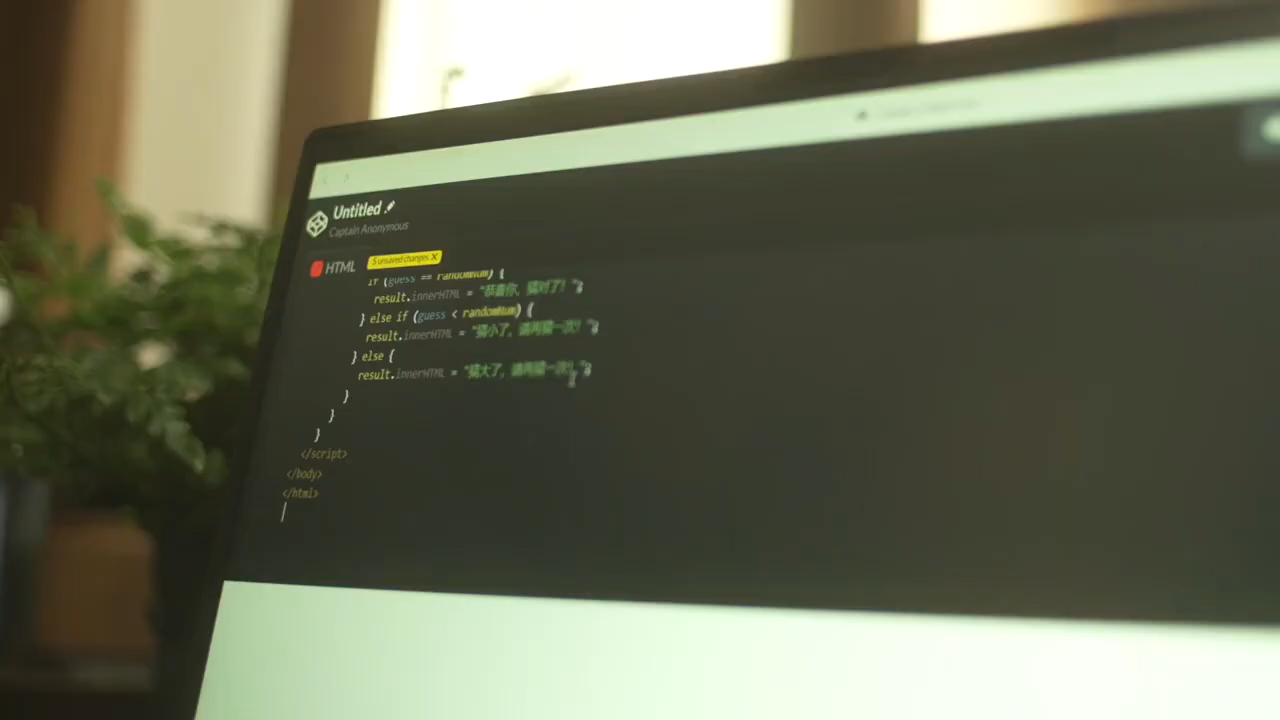 Untitled
Captain Anonymous
HTML
5 unsaved changes X
if (guess == randomNum) {
result.innerHTML = "恭喜你，猜对了！";
} else if (guess < randomNum) {
result.innerHTML = "猜小了，请再猜一次！";
} else {
result.innerHTML = "猜大了，请再猜一次！";
}
}
}
</script>
</body>
</html>